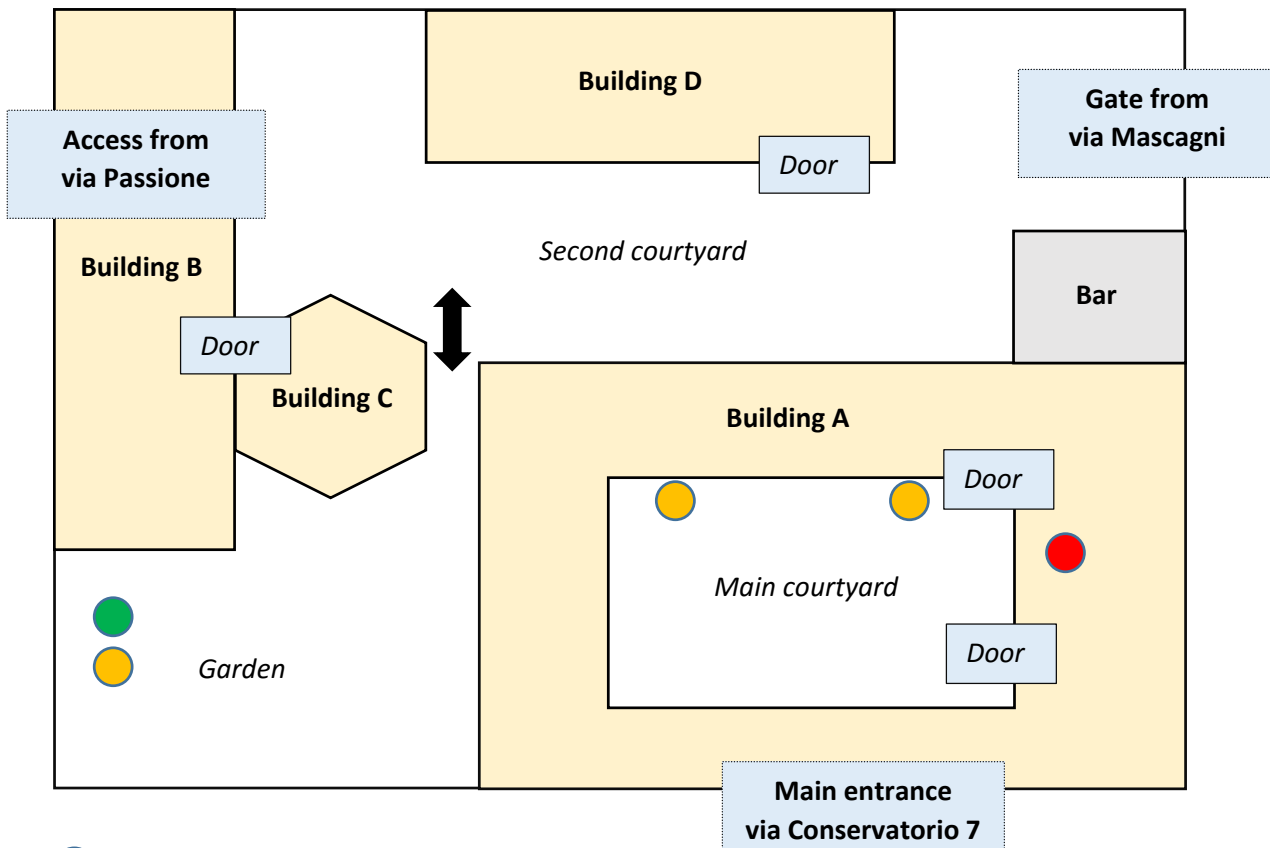 Building D
Gate from
via Mascagni
Access from
via Passione
Door
Second courtyard
Building B
Bar
Door
Building C
Building A
Door
Main courtyard
Door
Garden
Main entrance
via Conservatorio 7